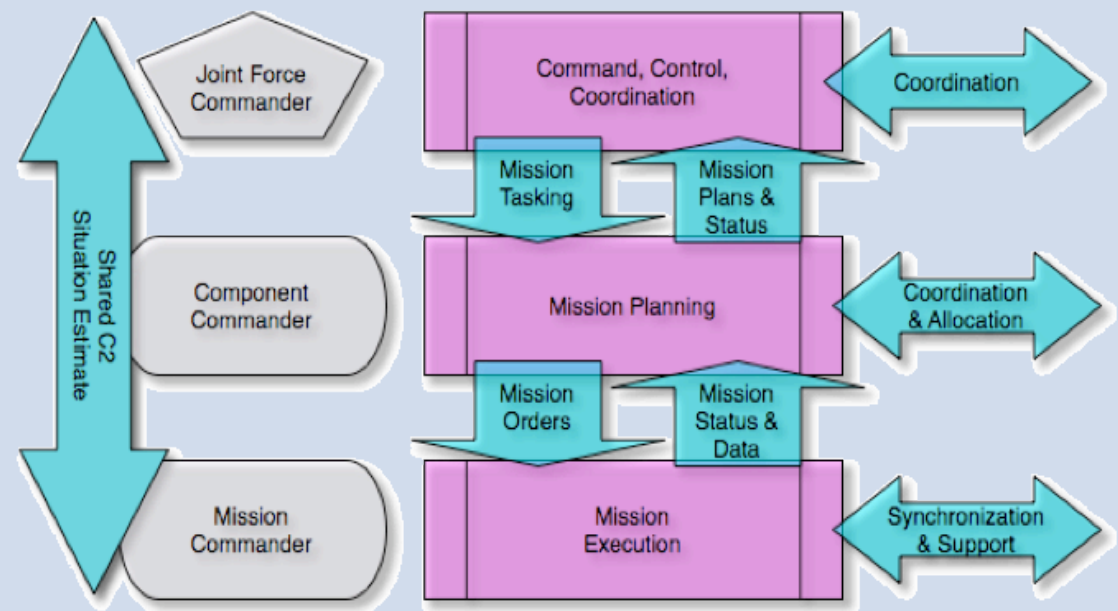 Joint Force
Commander
Command, Control,
Coordination
Coordination
Mission
Tasking
Mission
Plans &
Status
Shared C2
Situation Estimate
Component
Commander
Mission Planning
Coordination
& Allocation
Mission
Orders
Mission
Status &
Data
Mission
Commander
Mission
Execution
Synchronization
& Support